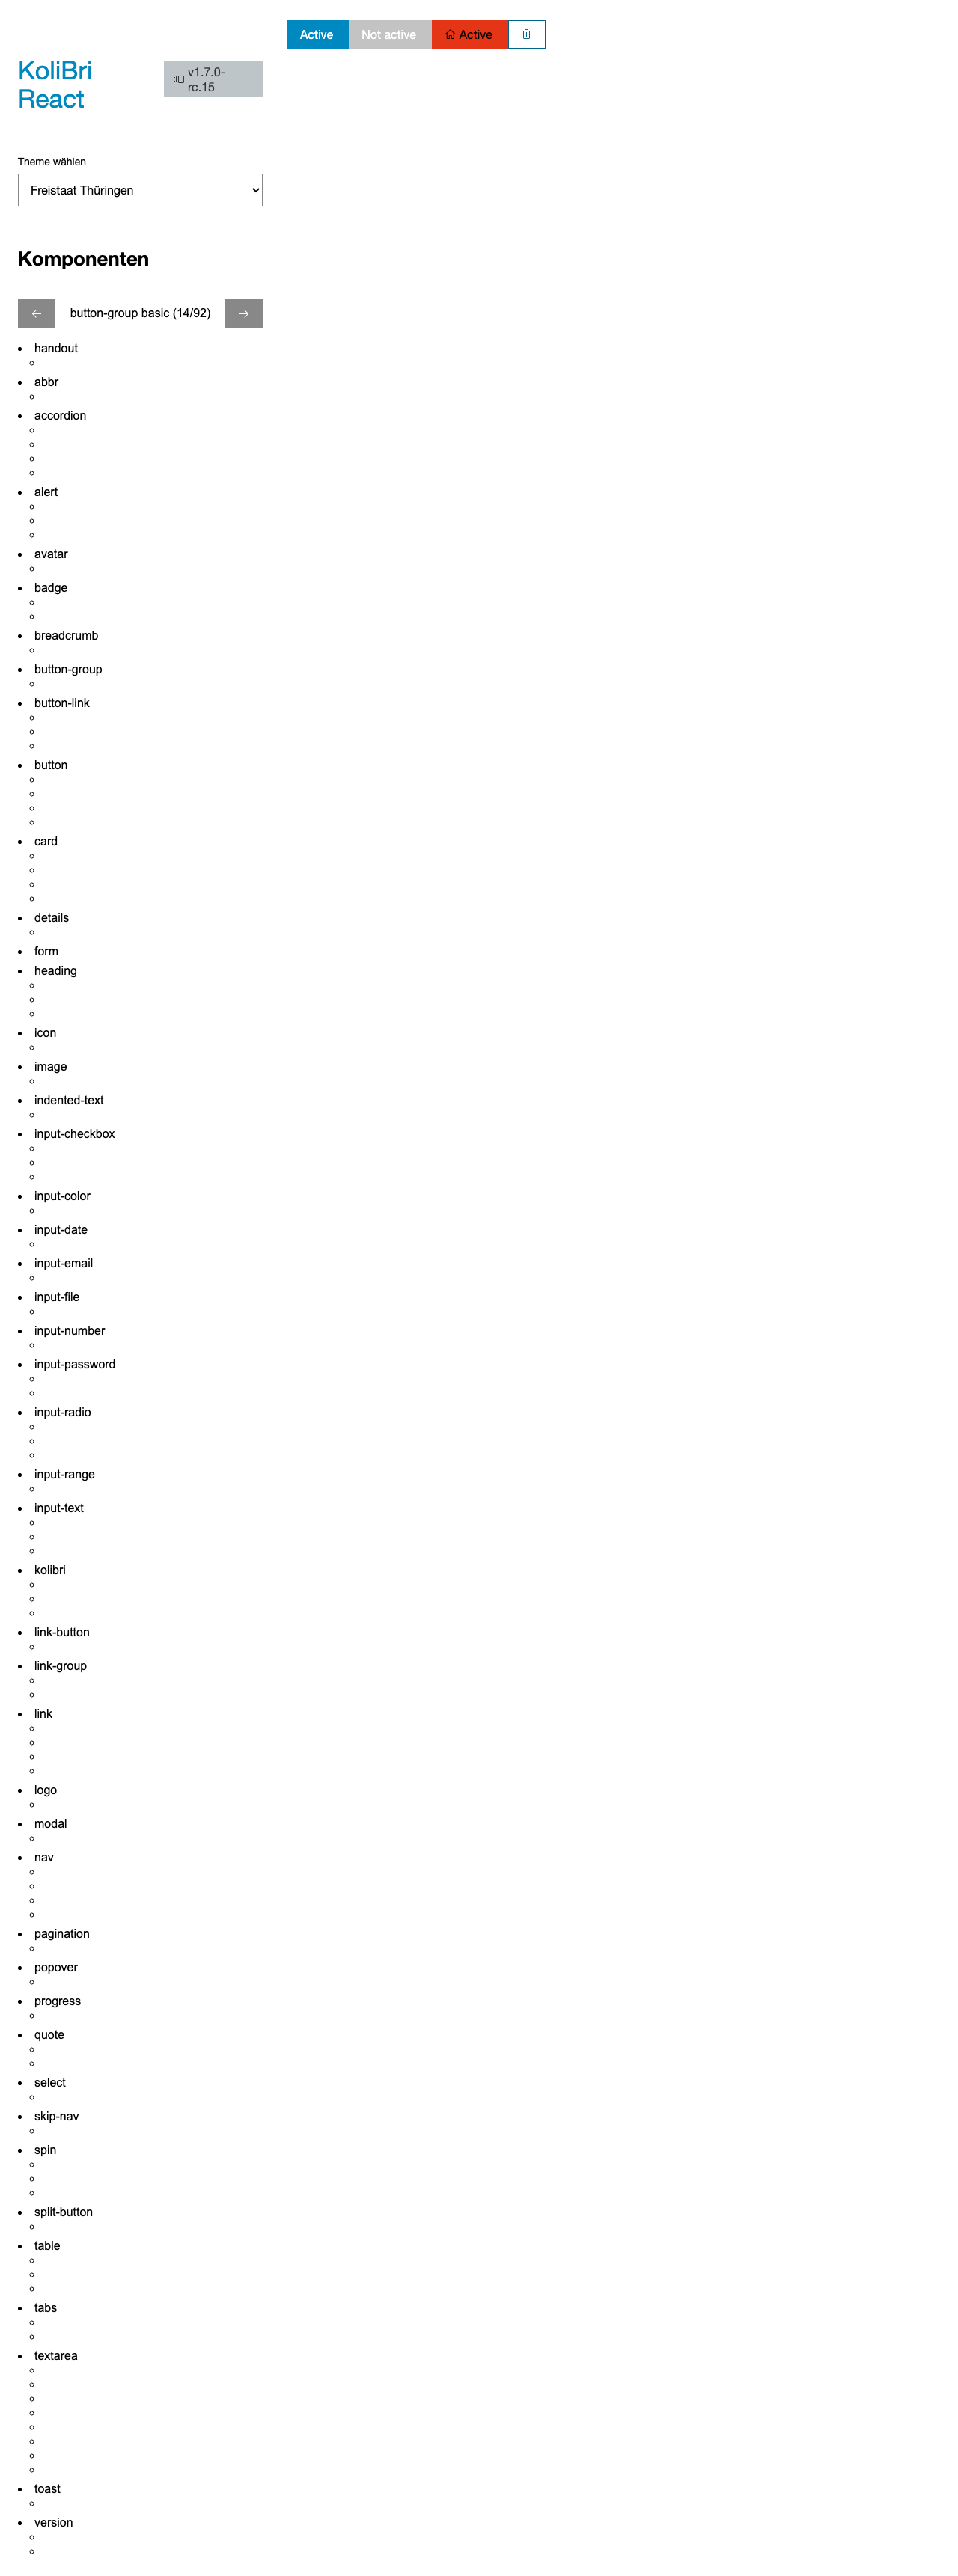 KoliBri
React
v1.7.0-
rc.15
Theme wählen
Freistaat Thüringen
Komponenten
button-group basic (14/92)
handout
abbr
accordion
alert
avatar
badge
breadcrumb
button-group
button-link
button
card
details
form
heading
icon
image
indented-text
input-checkbox
input-color
input-date
input-email
input-file
input-number
input-password
input-radio
input-range
input-text
kolibri
link-button
link-group
link
logo
modal
nav
pagination
popover
progress
quote
select
skip-nav
spin
split-button
table
tabs
textarea
toast
version
Active Not active Active